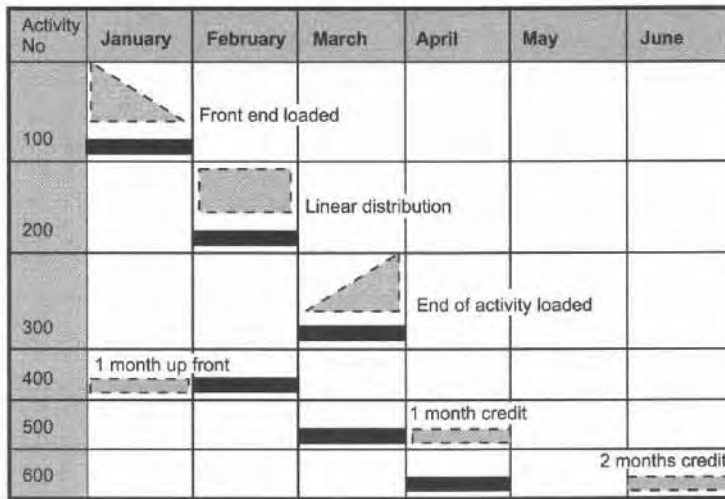 Activity No January February March April May June
100 Front end loaded
200 Linear distribution
300 End of activity loaded
400 1 month up front
500 1 month credit
600 2 months credit